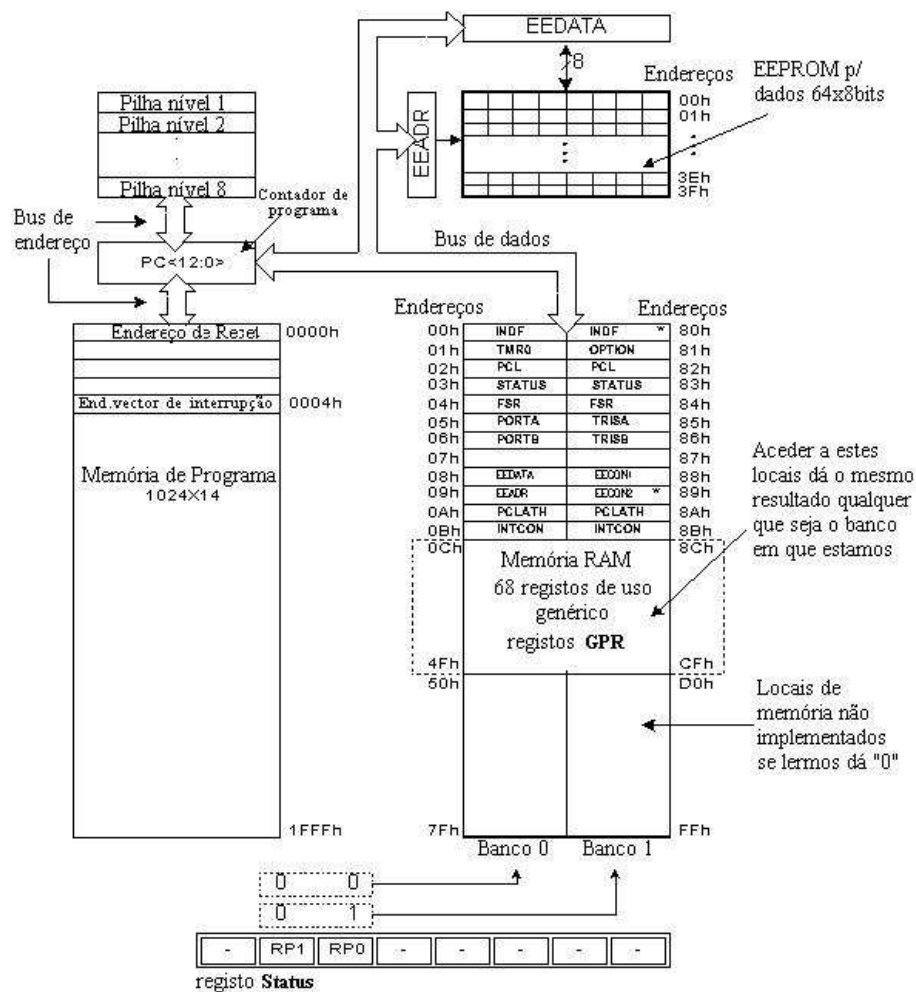 EEDATA
8
Endereços
EEPROM p/
dados 64x8bits
EEADR
00h
01h
3Eh
3Fh
Pilha nível 1
Pilha nível 2
Pilha nível 8
Contador de
programa
Bus de
endereço
PC<12:0>
Bus de dados
Endereço de Reset
0000h
End.vector de interrupção
0004h
Memória de Programa
1024X14
1FFFh
Endereços
Endereços
00h INDF INDF * 80h
01h TMR0 OPTION 81h
02h PCL PCL 82h
03h STATUS STATUS 83h
04h FSR FSR 84h
05h PORTA TRISA 85h
06h PORTB TRISB 86h
07h 87h
08h EEDATA EECON1 88h
09h EEADR EECON2 * 89h
0Ah PCLATH PCLATH 8Ah
0Bh INTCON INTCON 8Bh
0Ch 8Ch
Memória RAM
68 registos de uso
genérico
registos GPR
4Fh CFh
50h D0h
7Fh FFh
Banco 0 Banco 1
Aceder a estes
locais dá o mesmo
resultado qualquer
que seja o banco
em que estamos
Locais de
memória não
implementados
se lermos dá "0"
0 0
0 1
- RP1 RP0 - - - - -
registo Status